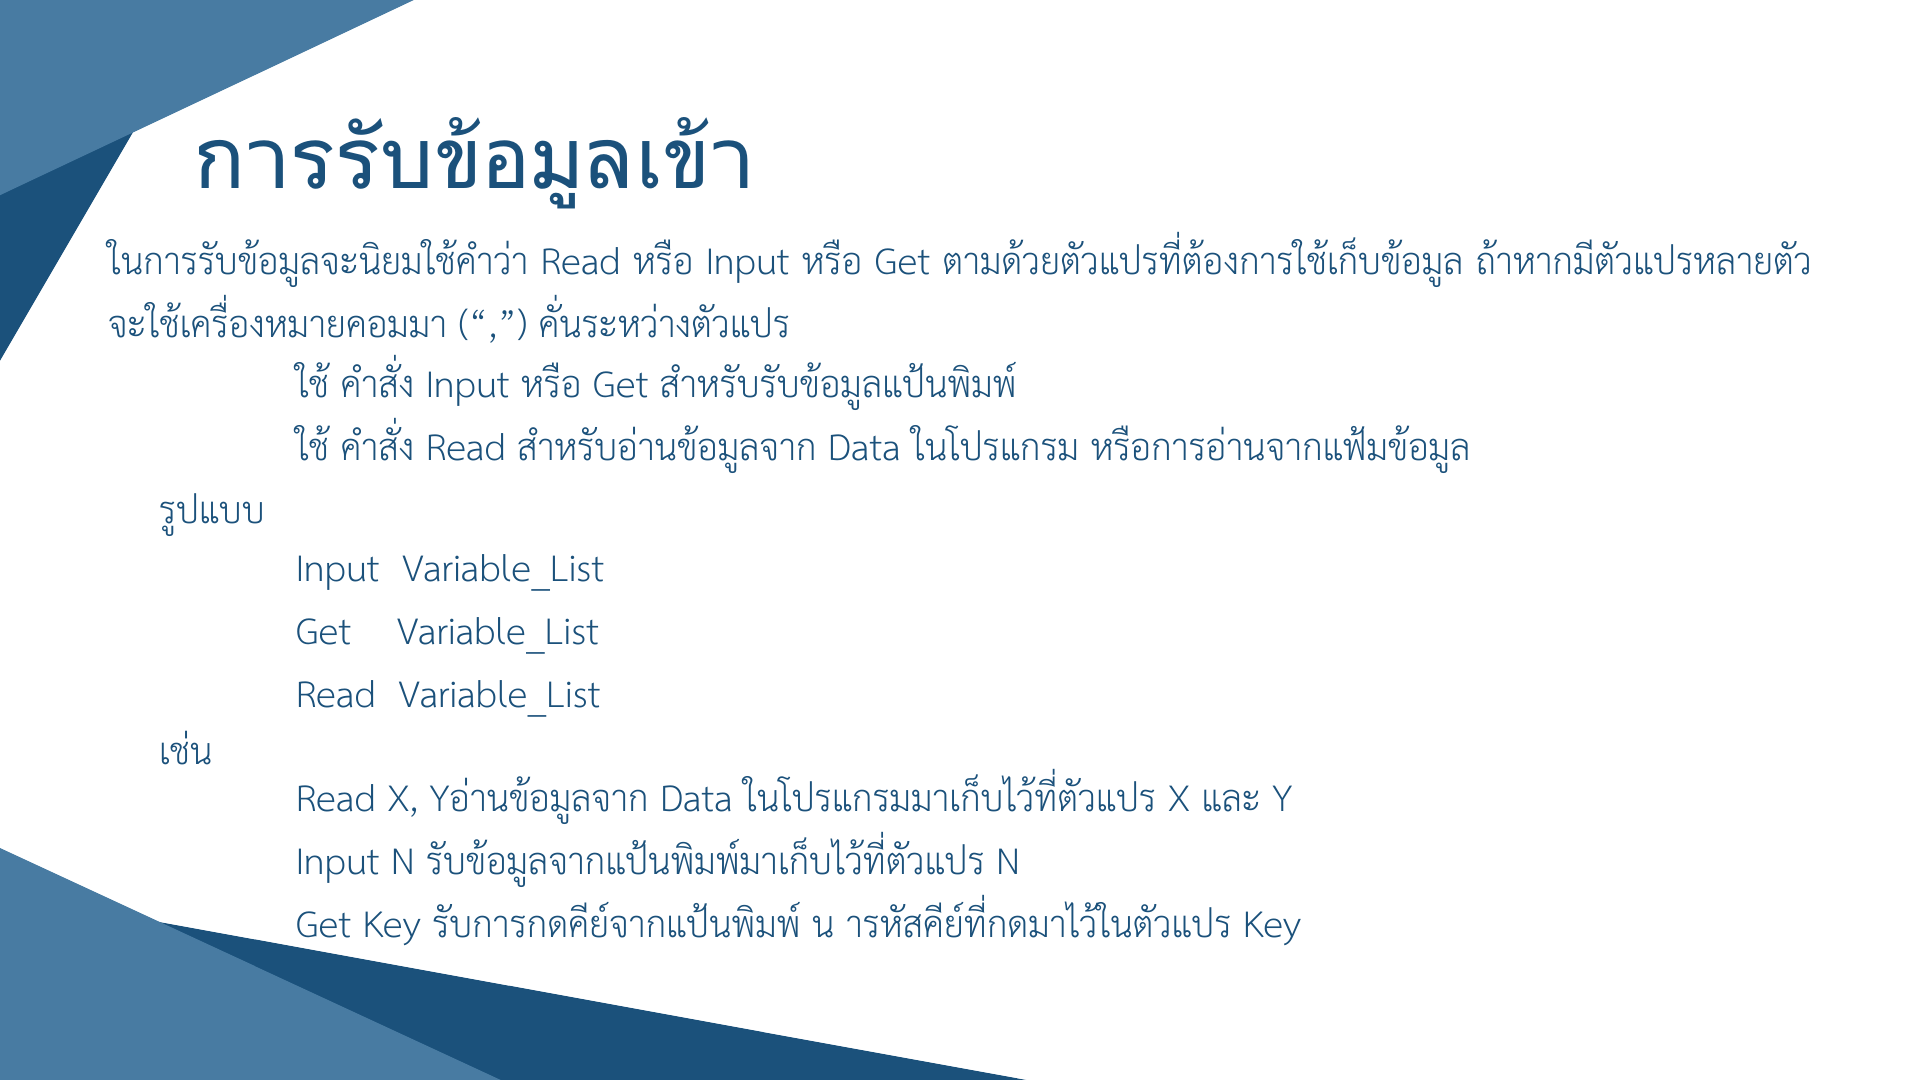 การรับข้อมูลเข้า
ในการรับข้อมูลจะนิยมใช้คำว่า Read หรือ Input หรือ Get ตามด้วยตัวแปรที่ต้องการใช้เก็บข้อมูล ถ้าหากมีตัวแปรหลายตัว
จะใช้เครื่องหมายคอมมา (“,”) คั่นระหว่างตัวแปร
ใช้ คำสั่ง Input หรือ Get สำหรับรับข้อมูลแป้นพิมพ์
ใช้ คำสั่ง Read สำหรับอ่านข้อมูลจาก Data ในโปรแกรม หรือการอ่านจากแฟ้มข้อมูล
รูปแบบ
Input Variable_List
Get Variable_List
Read Variable_List
เช่น
Read X, Yอ่านข้อมูลจาก Data ในโปรแกรมมาเก็บไว้ที่ตัวแปร X และ Y
Input N รับข้อมูลจากแป้นพิมพ์มาเก็บไว้ที่ตัวแปร N
Get Key รับการกดคีย์จากแป้นพิมพ์ น ารหัสคีย์ที่กดมาไว้ในตัวแปร Key